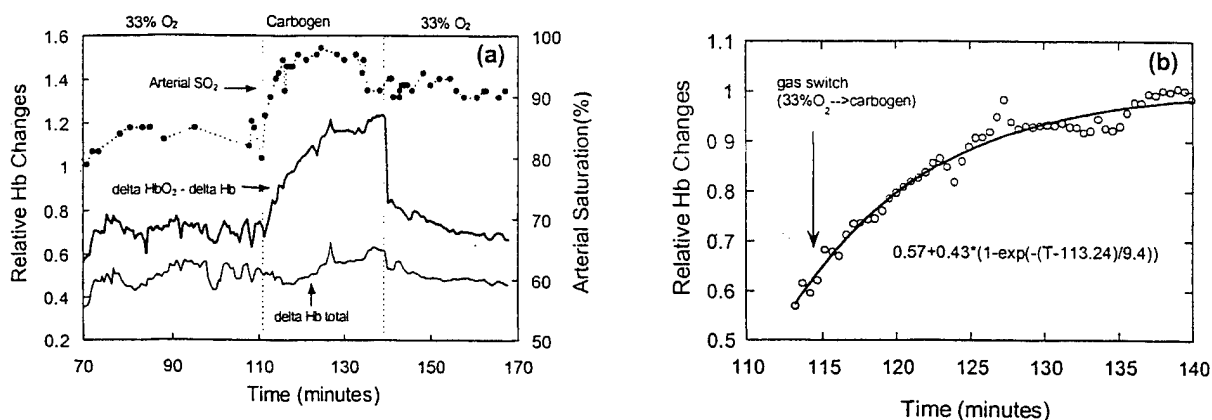 33% O₂ Carbogen 33% O₂
(a)
Relative Hb Changes
1.6
1.4
1.2
1
0.8
0.6
0.4
0.2
Arterial SO₂
delta HbO₂ - delta Hb
delta Hb total
100
90
80
70
60
50
Arterial Saturation(%)
70 90 110 130 150 170
Time (minutes)
(b)
Relative Hb Changes
1.1
1
0.9
0.8
0.7
0.6
0.5
gas switch
(33%O₂-->carbogen)
0.57+0.43*(1-exp(-(T-113.24)/9.4))
110 115 120 125 130 135 140
Time (minutes)